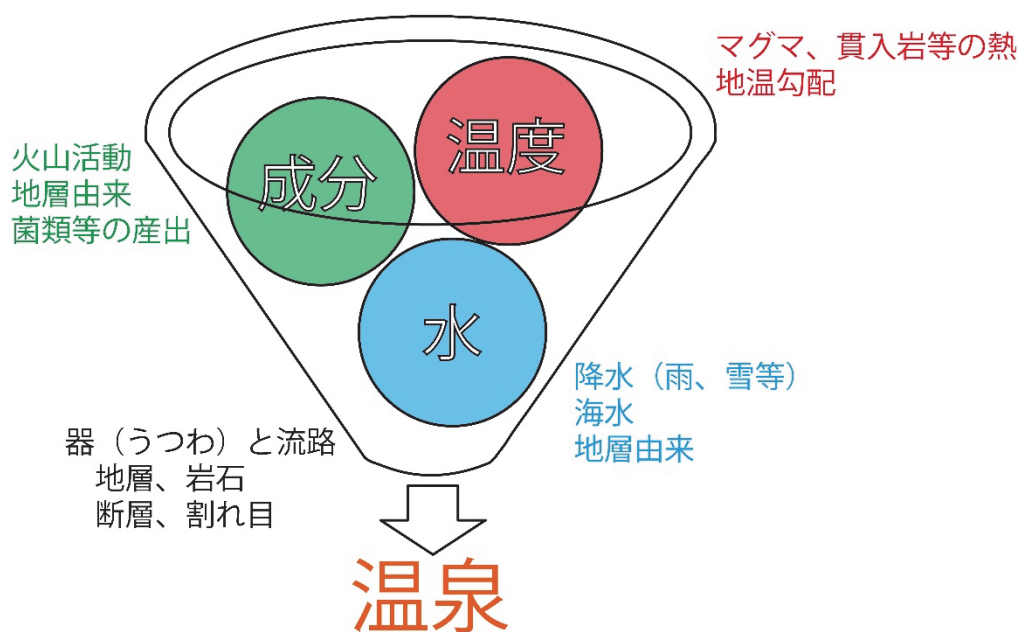 マグマ、貫入岩等の熱
地温勾配
温度
成分
火山活動
地層由来
菌類等の産出
水
降水（雨、雪等）
海水
地層由来
器（うつわ）と流路
地層、岩石
断層、割れ目
温泉